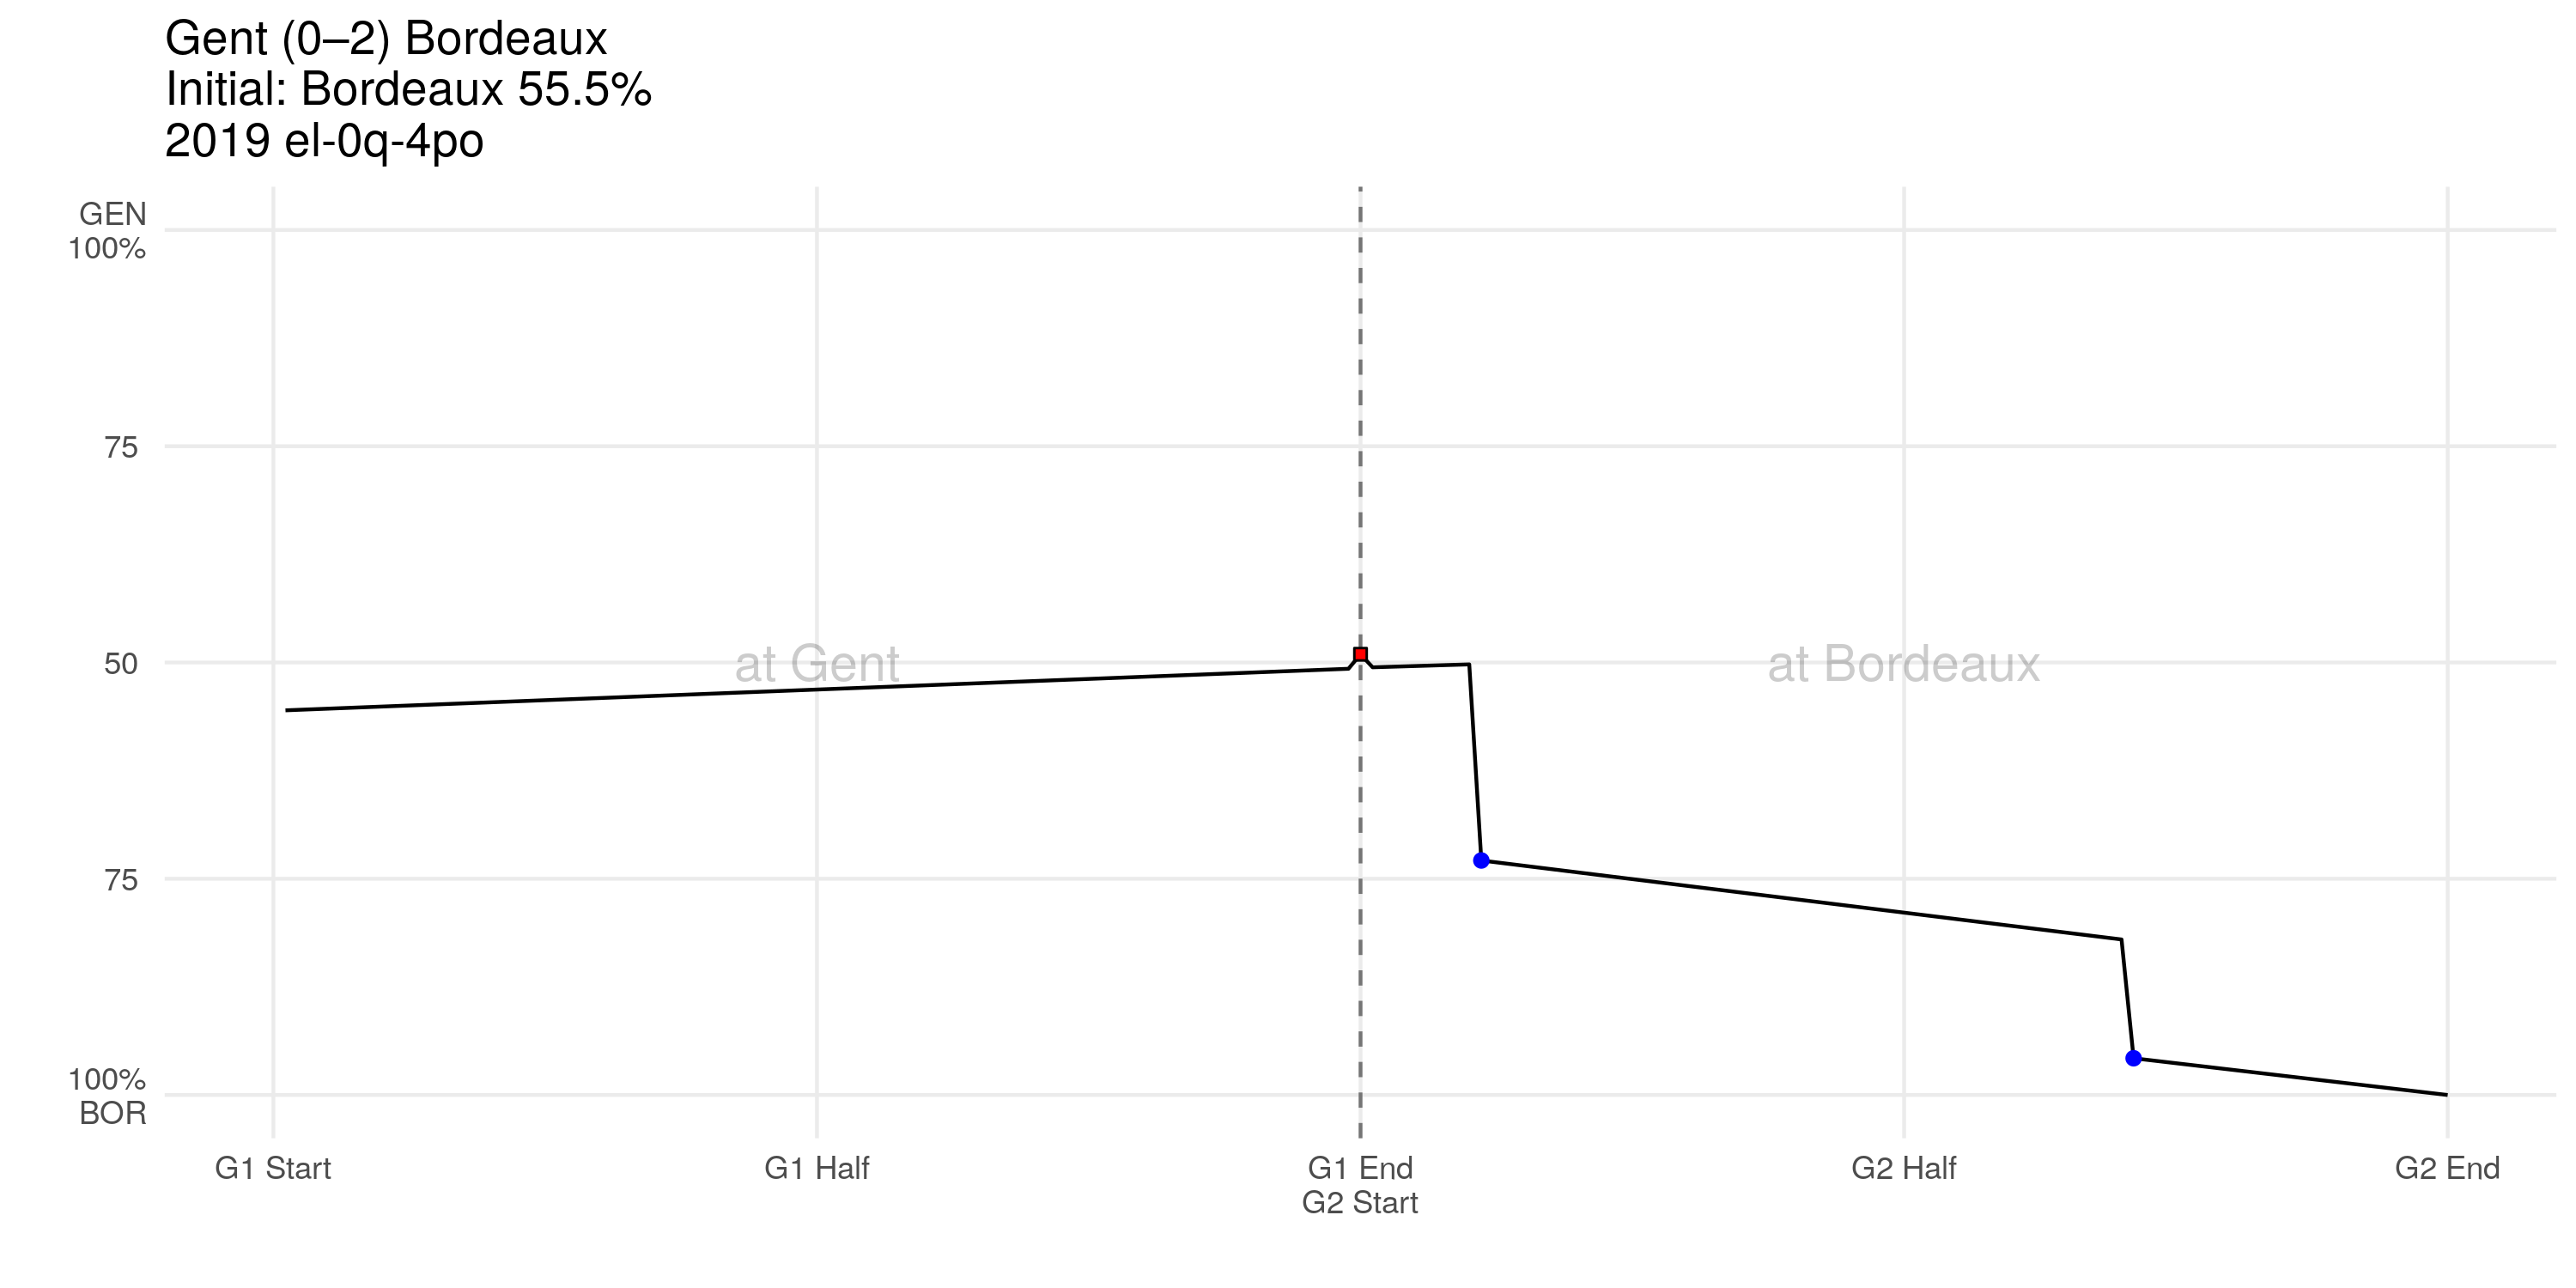 Gent (0–2) Bordeaux
Initial: Bordeaux 55.5%
2019 el-0q-4po
GEN
100%
75
50
75
100%
BOR
at Gent
at Bordeaux
G1 Start
G1 Half
G1 End
G2 Start
G2 Half
G2 End